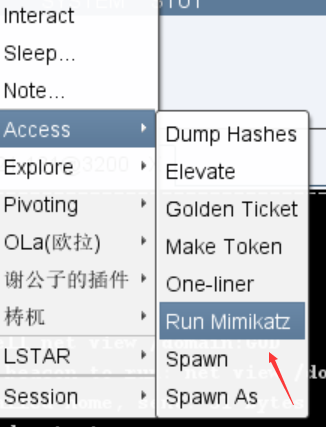 Interact
Sleep...
Note...
Access
Explore
Pivoting
OLa(欧拉)
谢公子的插件
梼杌
LSTAR
Session
Dump Hashes
Elevate
Golden Ticket
Make Token
One-liner
Run Mimikatz
Spawn
Spawn As